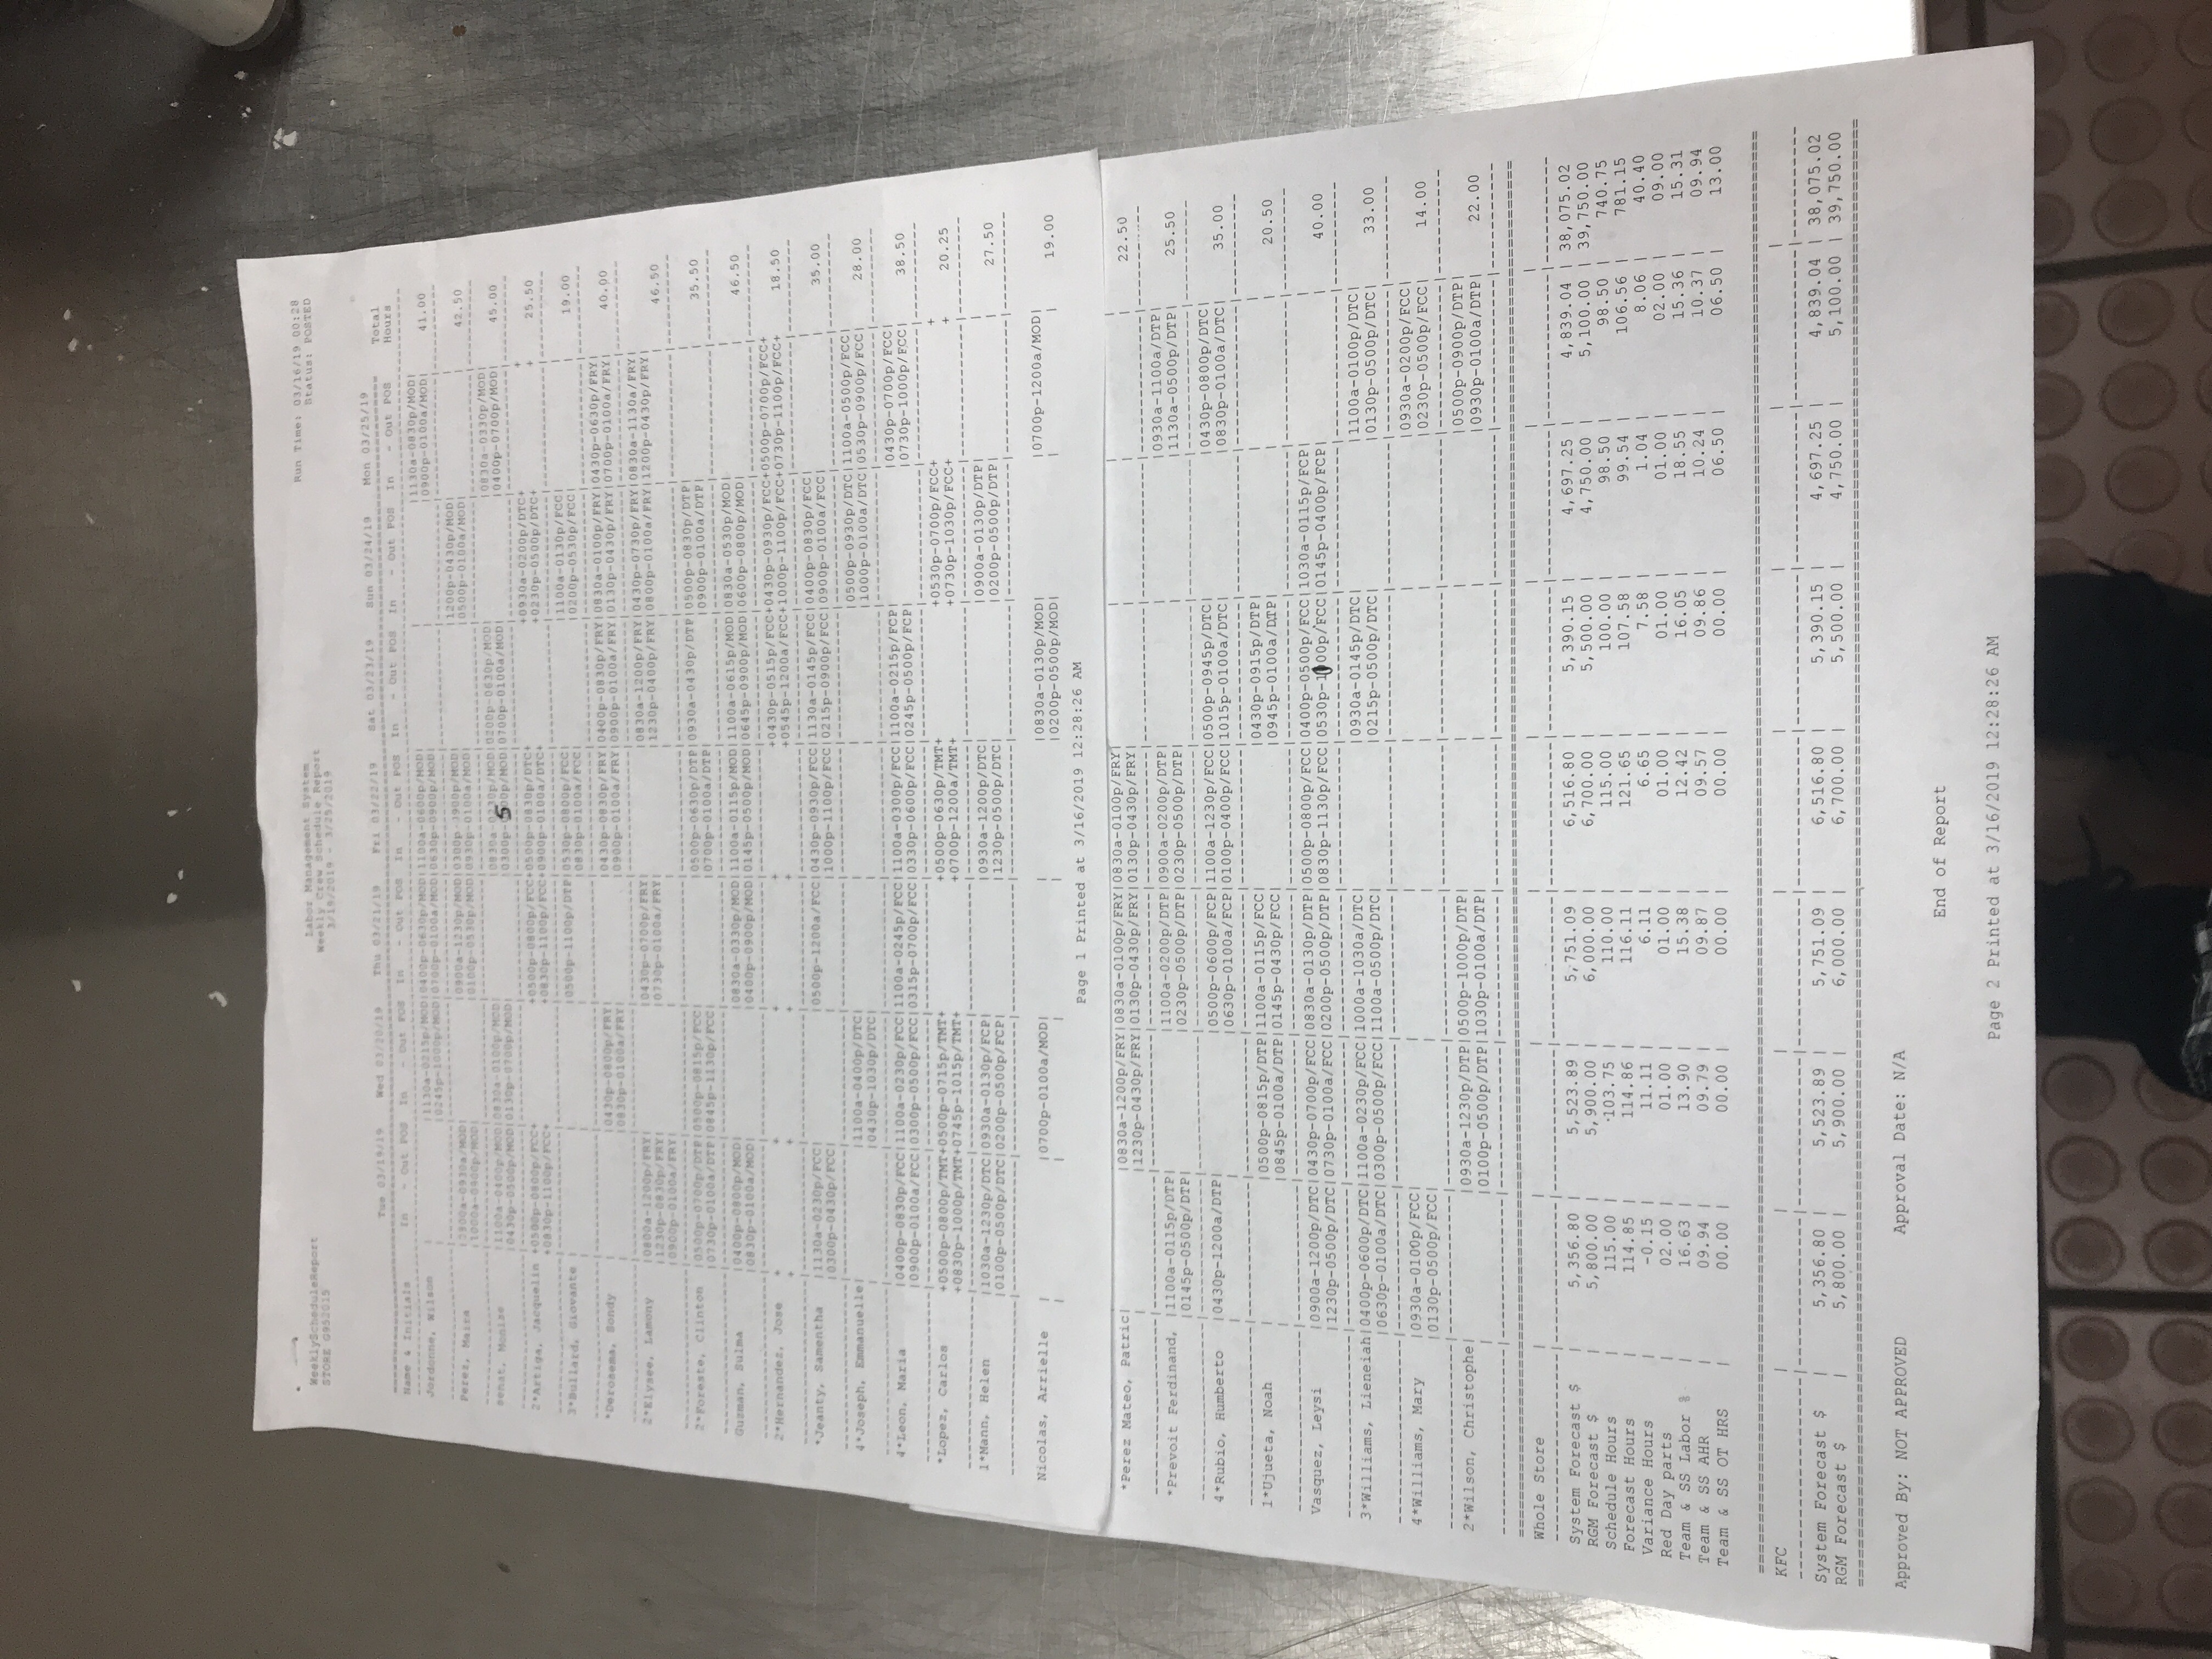 WeeklyScheduleReport Labor Management System Run Time: 03/16/19 00:28
STORE G952015 Weekly Crew Schedule Report Status: POSTED
3/19/2019 - 3/25/2019
Tue 03/19/19 Wed 03/20/19 Thu 03/21/19 Fri 03/22/19 Sat 03/23/19 Sun 03/24/19 Mon 03/25/19 Total
Name & Initials In - Out POS In - Out POS In - Out POS In - Out POS In - Out POS In - Out POS In - Out POS Hours
Jordonne, Wilson | |1130a-0215p/MOD|0400p-0630p/MOD|1100a-0600p/MOD| | |1130a-0830p/MOD| 41.00
|0245p-1000p/MOD|0700p-0100a/MOD|0630p-0900p/MOD| | |0900p-0100a/MOD|
Perez, Maira -0930a/MOD| |0900a-1230p/MOD|0300p- /MOD| |1200p-0430p/MOD| | 42.50
|1000a-0400p/MOD| |0100p-0530p/MOD|0930p-0100a/MOD| |0500p-0100a/MOD|
Senat, Monize |1100a-0400p/MOD|0830a-0100p/MOD| |0830a-0230p/MOD|0200p-0630p/MOD| |0830a-0330p/MOD| 45.00
|0430p-0500p/MOD|0130p-0700p/MOD| |0300p-5 00p/MOD|0700p-0100a/MOD| |0400p-0700p/MOD|
2*Artiga, Jacquelin +0500p-0800p/FCC+ +0500p-0800p/FCC+0500p-0830p/DTC+ +0930a-0200p/DTC+ + 25.50
+0830p-1100p/FCC+ +0830p-1100p/FCC+0900p-0100a/DTC+ +0230p-0500p/DTC+ +
3*Bullard, Giovante | | |0500p-1100p/DTP|0530p-0800p/FCC| |1100a-0130p/FCC| | 19.00
|0830p-0100a/FCC| |0200p-0530p/FCC|
*Derosema, Sondy | |0430p-0800p/FRY| |0430p-0830p/FRY|0400p-0830p/FRY|0830a-0100p/FRY|0430p-0630p/FRY| 40.00
|0830p-0100a/FRY| |0900p-0100a/FRY|0900p-0100a/FRY|0130p-0430p/FRY|0700p-0100a/FRY|
2*Elysee, Lamony |0800a-1200p/FRY| |0430p-0700p/FRY| |0830a-1200p/FRY|0430p-0730p/FRY|0830a-1130a/FRY| 46.50
|1230p-0830p/FRY| |0730p-0100a/FRY| |1230p-0400p/FRY|0800p-0100a/FRY|1200p-0430p/FRY|
|0900p-0100a/FRY|
2*Foreste, Clinton |0500p-0700p/DTP|0500p-0815p/FCC| |0500p-0630p/DTP|0930a-0430p/DTP|0500p-0830p/DTP| | 35.50
|0730p-0100a/DTP|0845p-1130p/FCC| |0700p-0100a/DTP| |0900p-0100a/DTP|
Guzman, Sulma |0400p-0800p/MOD| |0830a-0330p/MOD|1100a-0115p/MOD|1100a-0615p/MOD|0830a-0530p/MOD| | 46.50
|0830p-0100a/MOD| |0400p-0900p/MOD|0145p-0500p/MOD|0645p-0900p/MOD|0600p-0800p/MOD|
2*Hernandez, Jose + + + + +0430p-0515p/FCC+0430p-0930p/FCC+0500p-0700p/FCC+ 18.50
+ + + + +0545p-1200a/FCC+1000p-1100p/FCC+0730p-1100p/FCC+
*Jeanty, Samentha |1130a-0230p/FCC| |0500p-1200a/FCC|0430p-0930p/FCC|1130a-0145p/FCC|0400p-0830p/FCC| | 35.00
|0300p-0430p/FCC| | |1000p-1100p/FCC|0215p-0900p/FCC|0900p-0100a/FCC|
4*Joseph, Emmanuelle| |1100a-0400p/DTC| | | |0500p-0930p/DTC|1100a-0500p/FCC| 28.00
| |0430p-1030p/DTC| | | |1000p-0100a/DTC|0530p-0900p/FCC|
4*Leon, Maria |0400p-0830p/FCC|1100a-0230p/FCC|1100a-0245p/FCC|1100a-0300p/FCC|1100a-0215p/FCP| |0430p-0700p/FCC| 38.50
|0900p-0100a/FCC|0300p-0500p/FCC|0315p-0700p/FCC|0330p-0600p/FCC|0245p-0500p/FCP| |0730p-1000p/FCC|
*Lopez, Carlos +0500p-0800p/TMT+0500p-0715p/TMT+ +0500p-0630p/TMT+ +0530p-0700p/FCC+ + 20.25
+0830p-1000p/TMT+0745p-1015p/TMT+ +0700p-1200a/TMT+ +0730p-1030p/FCC+ +
1*Mann, Helen |1030a-1230p/DTC|0930a-0130p/FCP| |0930a-1200p/DTC| |0900a-0130p/DTP| | 27.50
|0100p-0500p/DTC|0200p-0500p/FCP| |1230p-0500p/DTC| |0200p-0500p/DTP| |
Nicolas, Arrielle | |0700p-0100a/MOD| | |0830a-0130p/MOD| |0700p-1200a/MOD| 19.00
| | | | |0200p-0500p/MOD| | |
Page 1 Printed at 3/16/2019 12:28:26 AM
*Perez Mateo, Patric| |0830a-1200p/FRY|0830a-0100p/FRY|0830a-0100p/FRY| | | | 22.50
| |1230p-0430p/FRY|0130p-0430p/FRY|0130p-0430p/FRY| | | |
*Prevoit Ferdinand, |1100a-0115p/DTP| |1100a-0200p/DTP|0900a-0200p/DTP| | |0930a-1100a/DTP| 25.50
|0145p-0500p/DTP| |0230p-0500p/DTP|0230p-0500p/DTP| | |1130a-0500p/DTP|
4*Rubio, Humberto |0430p-1200a/DTP| |0500p-0600p/FCP|1100a-1230p/FCC|0500p-0945p/DTC| |0430p-0800p/DTC| 35.00
| | |0630p-0100a/FCP|0100p-0400p/FCC|1015p-0100a/DTC| |0830p-0100a/DTC|
1*Ujueta, Noah | |0500p-0815p/DTP|1100a-0115p/FCC| |0430p-0915p/DTP| | | 20.50
| |0845p-0100a/DTP|0145p-0430p/FCC| |0945p-0100a/DTP| | |
Vasquez, Leysi |0900a-1200p/DTC|0430p-0700p/FCC|0830a-0130p/DTP|0500p-0800p/FCC|0400p-0500p/FCC|1030a-0115p/FCP| | 40.00
|1230p-0500p/DTC|0730p-0100a/FCC|0200p-0500p/DTP|0830p-1130p/FCC|0530p-1000p/FCC|0145p-0400p/FCP| |
3*Williams, Lieneiah|0400p-0600p/DTC|1100a-0230p/FCC|1000a-1030a/DTC| |0930a-0145p/DTC| |1100a-0100p/DTC| 33.00
|0630p-0100a/DTC|0300p-0500p/FCC|1100a-0500p/DTC| |0215p-0500p/DTC| |0130p-0500p/DTC|
4*Williams, Mary |0930a-0100p/FCC| | | | | |0930a-0200p/FCC| 14.00
|0130p-0500p/FCC| | | | | |0230p-0500p/FCC|
2*Wilson, Christophe| |0930a-1230p/DTP|0500p-1000p/DTP| | | |0500p-0900p/DTP| 22.00
| |0100p-0500p/DTP|1030p-0100a/DTP| | | |0930p-0100a/DTP|
Whole Store
System Forecast $ | 5,356.80 | 5,523.89 | 5,751.09 | 6,516.80 | 5,390.15 | 4,697.25 | 4,839.04 | 38,075.02
RGM Forecast $ | 5,800.00 | 5,900.00 | 6,000.00 | 6,700.00 | 5,500.00 | 4,750.00 | 5,100.00 | 39,750.00
Schedule Hours | 115.00 | 103.75 | 110.00 | 115.00 | 100.00 | 98.50 | 98.50 | 740.75
Forecast Hours | 114.85 | 114.86 | 116.11 | 121.65 | 107.58 | 99.54 | 106.56 | 781.15
Variance Hours | -0.15 | 11.11 | 6.11 | 6.65 | 7.58 | 1.04 | 8.06 | 40.40
Red Day parts | 02.00 | 01.00 | 01.00 | 01.00 | 01.00 | 01.00 | 02.00 | 09.00
Team & SS Labor % | 16.63 | 13.90 | 15.38 | 12.42 | 16.05 | 18.55 | 15.36 | 15.31
Team & SS AHR | 09.94 | 09.79 | 09.87 | 09.57 | 09.86 | 10.24 | 10.37 | 09.94
Team & SS OT HRS | 00.00 | 00.00 | 00.00 | 00.00 | 00.00 | 06.50 | 06.50 | 13.00
KFC
System Forecast $ | 5,356.80 | 5,523.89 | 5,751.09 | 6,516.80 | 5,390.15 | 4,697.25 | 4,839.04 | 38,075.02
RGM Forecast $ | 5,800.00 | 5,900.00 | 6,000.00 | 6,700.00 | 5,500.00 | 4,750.00 | 5,100.00 | 39,750.00
Approved By: NOT APPROVED Approval Date: N/A
End of Report
Page 2 Printed at 3/16/2019 12:28:26 AM